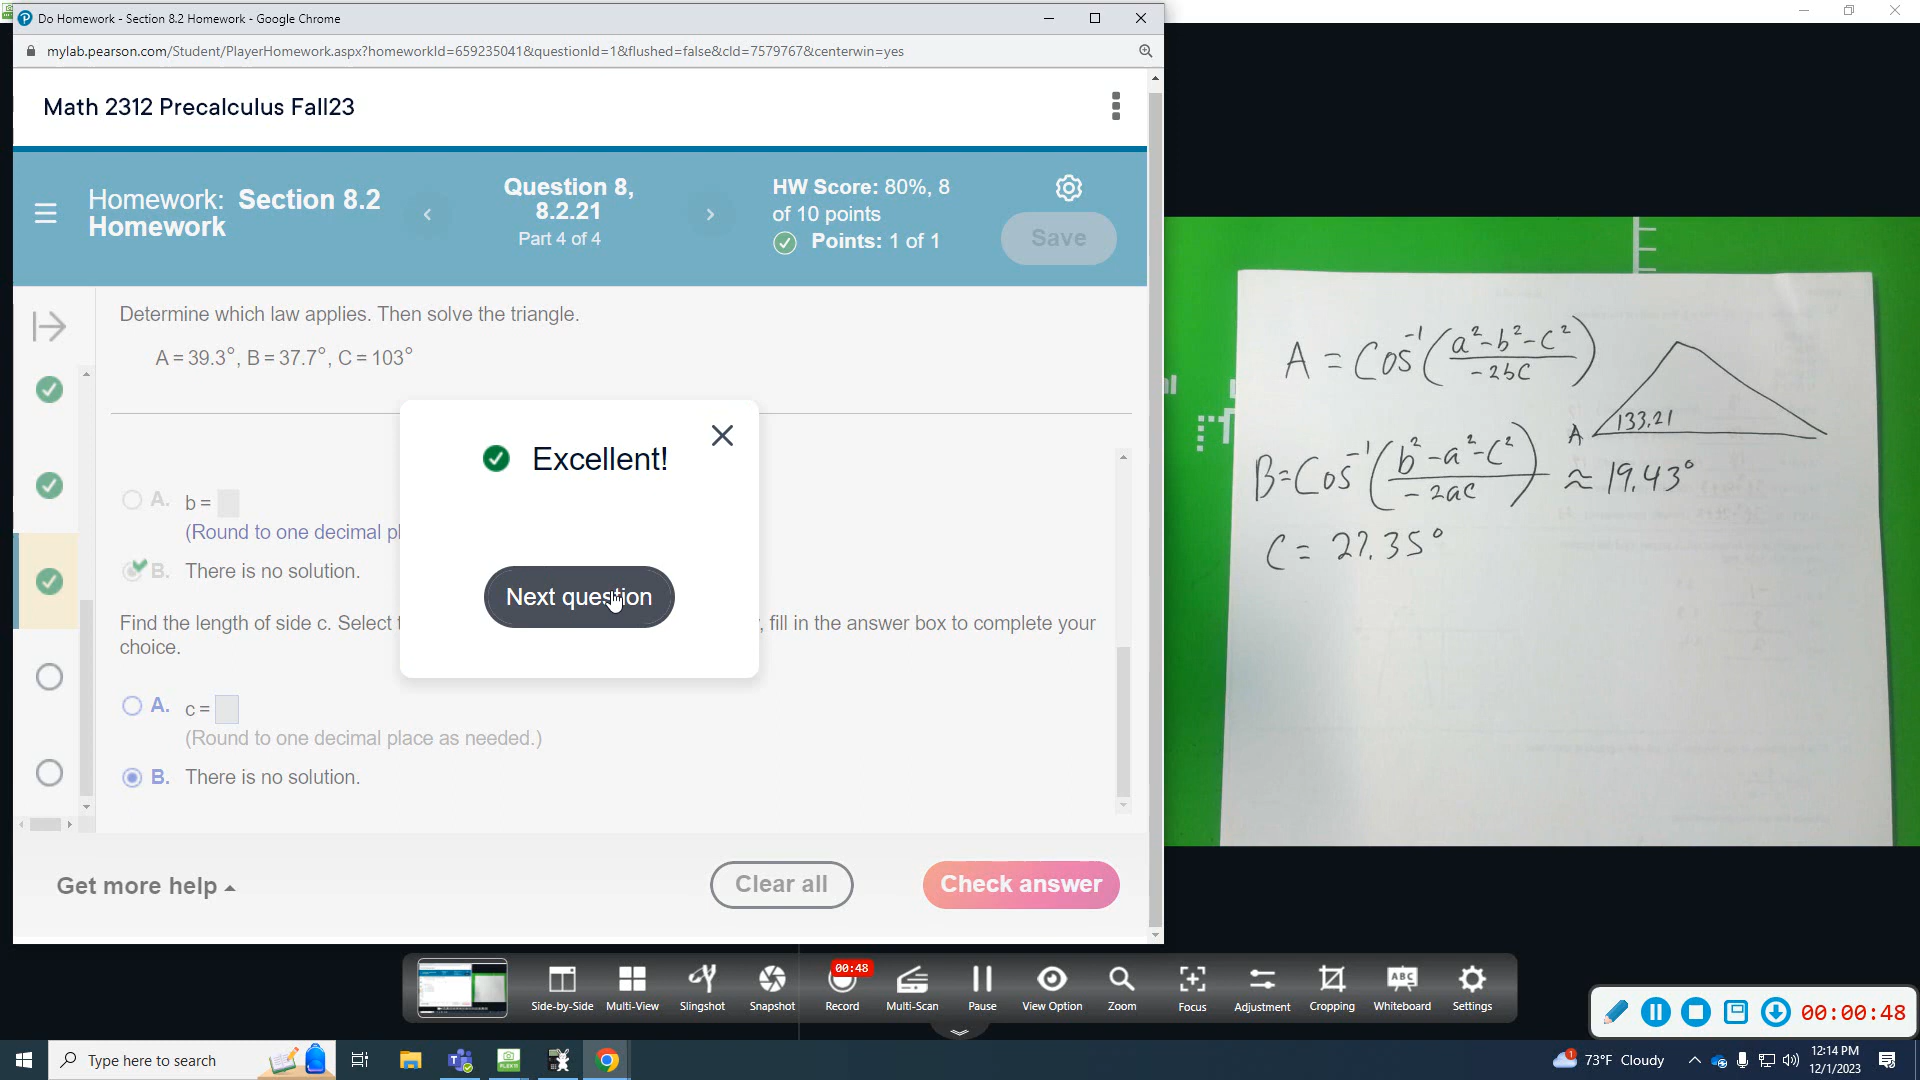 Do Homework - Section 8.2 Homework - Google Chrome
mylab.pearson.com/Student/PlayerHomework.aspx?homeworkId=659235041&questionId=1&flushed=false&cId=7579767&centerwin=yes
Math 2312 Precalculus Fall23
Homework: Section 8.2
Homework
Question 8,
8.2.21
Part 4 of 4
HW Score: 80%, 8
of 10 points
Points: 1 of 1
Save
Determine which law applies. Then solve the triangle.
A = 39.3°, B = 37.7°, C = 103°
Excellent!
Next question
A. b =
(Round to one decimal pl
B. There is no solution.
Find the length of side c. Select
, fill in the answer box to complete your
choice.
A. c =
(Round to one decimal place as needed.)
B. There is no solution.
Get more help
Clear all
Check answer
A = Cos⁻¹(a²-b²-c² / -2bc)
A 133.21
B=Cos⁻¹(b²-a²-c² / -2ac) ≈ 19.43°
C = 27.35°
00:48
Side-by-Side Multi-View Slingshot Snapshot Record Multi-Scan Pause View Option Zoom Focus Adjustment Cropping Whiteboard Settings
ABC
00:00:48
Type here to search
1 73°F Cloudy
12:14 PM
12/1/2023